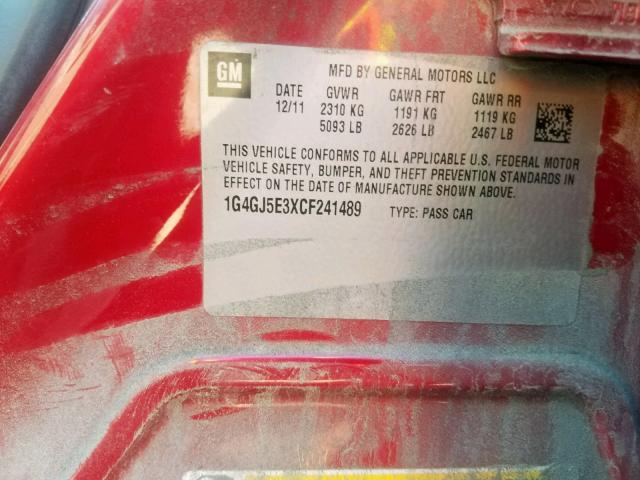 GM
MFD BY GENERAL MOTORS LLC
DATE GVWR GAWR FRT GAWR RR
12/11 2310 KG 1191 KG 1119 KG
5093 LB 2626 LB 2467 LB
THIS VEHICLE CONFORMS TO ALL APPLICABLE U.S. FEDERAL MOTOR
VEHICLE SAFETY, BUMPER, AND THEFT PREVENTION STANDARDS IN
EFFECT ON THE DATE OF MANUFACTURE SHOWN ABOVE.
1G4GJ5E3XCF241489 TYPE: PASS CAR